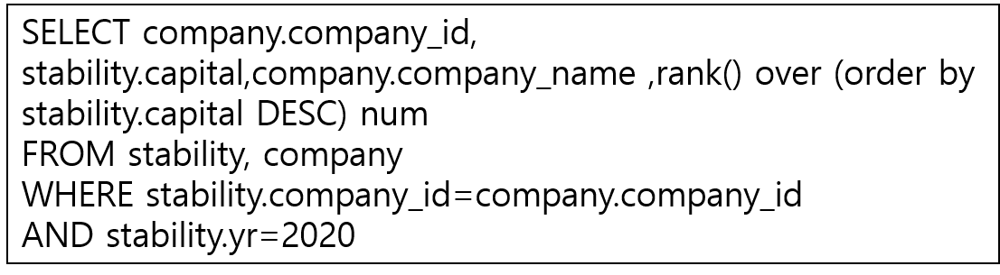 SELECT company.company_id,
stability.capital,company.company_name ,rank() over (order by
stability.capital DESC) num
FROM stability, company
WHERE stability.company_id=company.company_id
AND stability.yr=2020